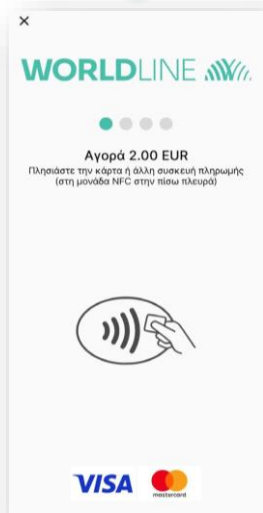 ×
WORLDLINE
Αγορά 2.00 EUR
Πλησιάστε την κάρτα ή άλλη συσκευή πληρωμής
(στη μονάδα NFC στην πίσω πλευρά)
VISA
mastercard